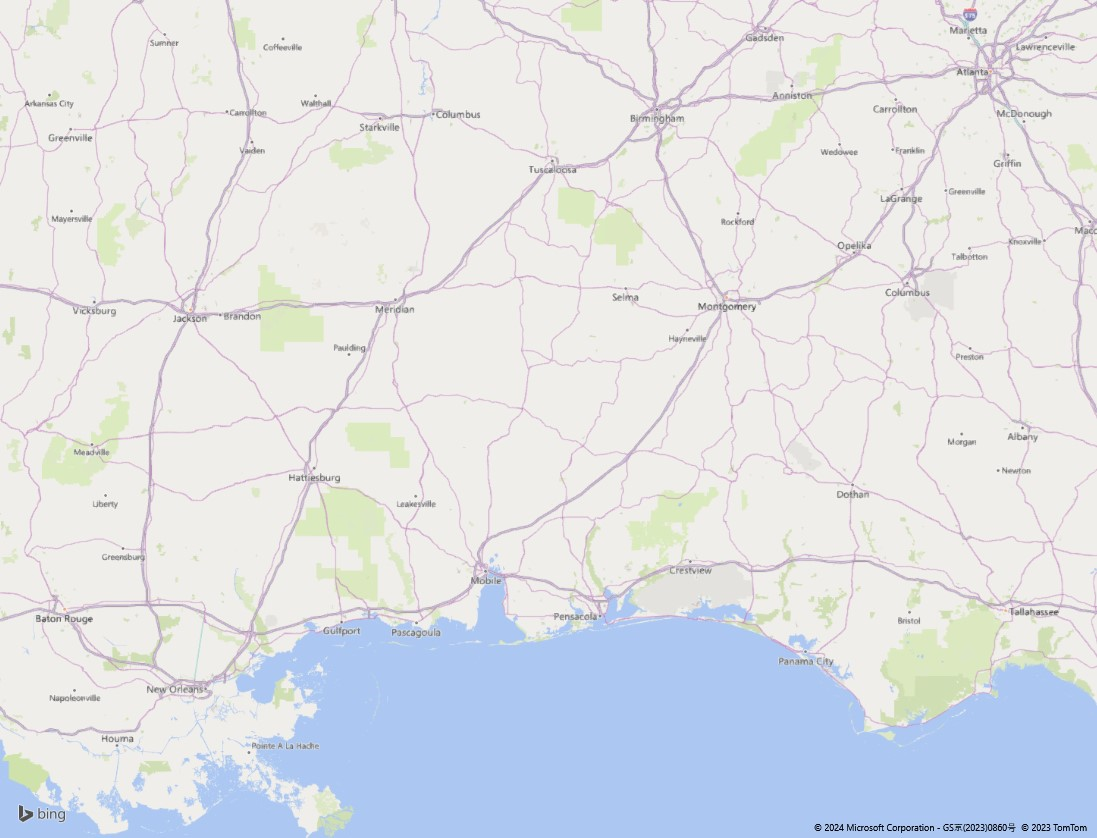 Sumner
Coffeeville
Gadsden
Marietta
Lawrenceville
Atlanta
Arkansas City
Walthall
Anniston
Carrollton
Carrollton
Columbus
Birmingham
McDonough
Greenville
Starkville
Vaiden
Wedowee
Franklin
Griffin
Tuscaloosa
LaGrange
Greenville
Mayersville
Rockford
Macc
Knoxville
Opelika
Talbotton
Columbus
Selma
Montgomery
Vicksburg
Jackson
Brandon
Meridian
Hayneville
Paulding
Preston
Morgan
Albany
Meadville
Newton
Hattiesburg
Dothan
Liberty
Leakesville
Greensburg
Crestview
Mobile
Tallahassee
Baton Rouge
Pensacola
Bristol
Gulfport
Pascagoula
Panama City
New Orleans
Napoleonville
Houma
Pointe A La Hache
bing
© 2024 Microsoft Corporation - GS京(2023)0860号 © 2023 TomTom